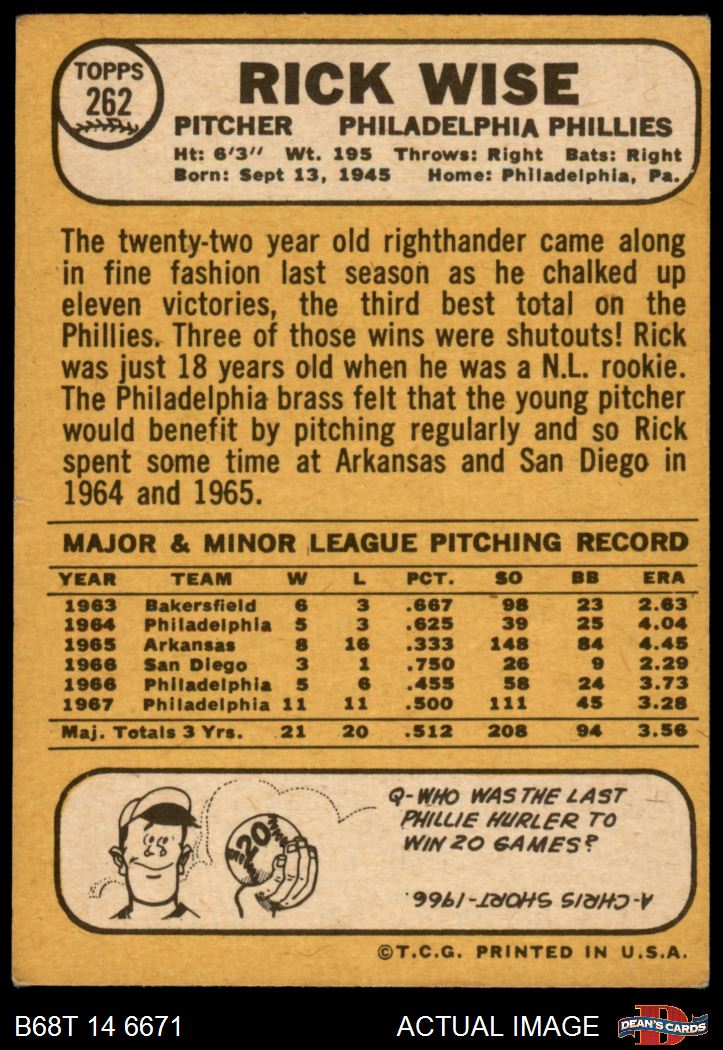 TOPPS
262
RICK WISE
PITCHER PHILADELPHIA PHILLIES
Ht: 6'3" Wt. 195 Throws: Right Bats: Right
Born: Sept 13, 1945 Home: Philadelphia, Pa.
The twenty-two year old righthander came along
in fine fashion last season as he chalked up
eleven victories, the third best total on the
Phillies. Three of those wins were shutouts! Rick
was just 18 years old when he was a N.L. rookie.
The Philadelphia brass felt that the young pitcher
would benefit by pitching regularly and so Rick
spent some time at Arkansas and San Diego in
1964 and 1965.
MAJOR & MINOR LEAGUE PITCHING RECORD
YEAR TEAM W L PCT. SO BB ERA
1963 Bakersfield 6 3 .667 98 23 2.63
1964 Philadelphia 5 3 .625 39 25 4.04
1965 Arkansas 8 16 .333 148 84 4.45
1966 San Diego 3 1 .750 26 9 2.29
1966 Philadelphia 5 6 .455 58 24 3.73
1967 Philadelphia 11 11 .500 111 45 3.28
Maj. Totals 3 Yrs. 21 20 .512 208 94 3.56
20
Q-WHO WAS THE LAST
PHILLIE HURLER TO
WIN 20 GAMES?
A-CHRIS SHORT-1966.
©T.C.G. PRINTED IN U.S.A.
B68T 14 6671 ACTUAL IMAGE
D
DEAN'S CARDS